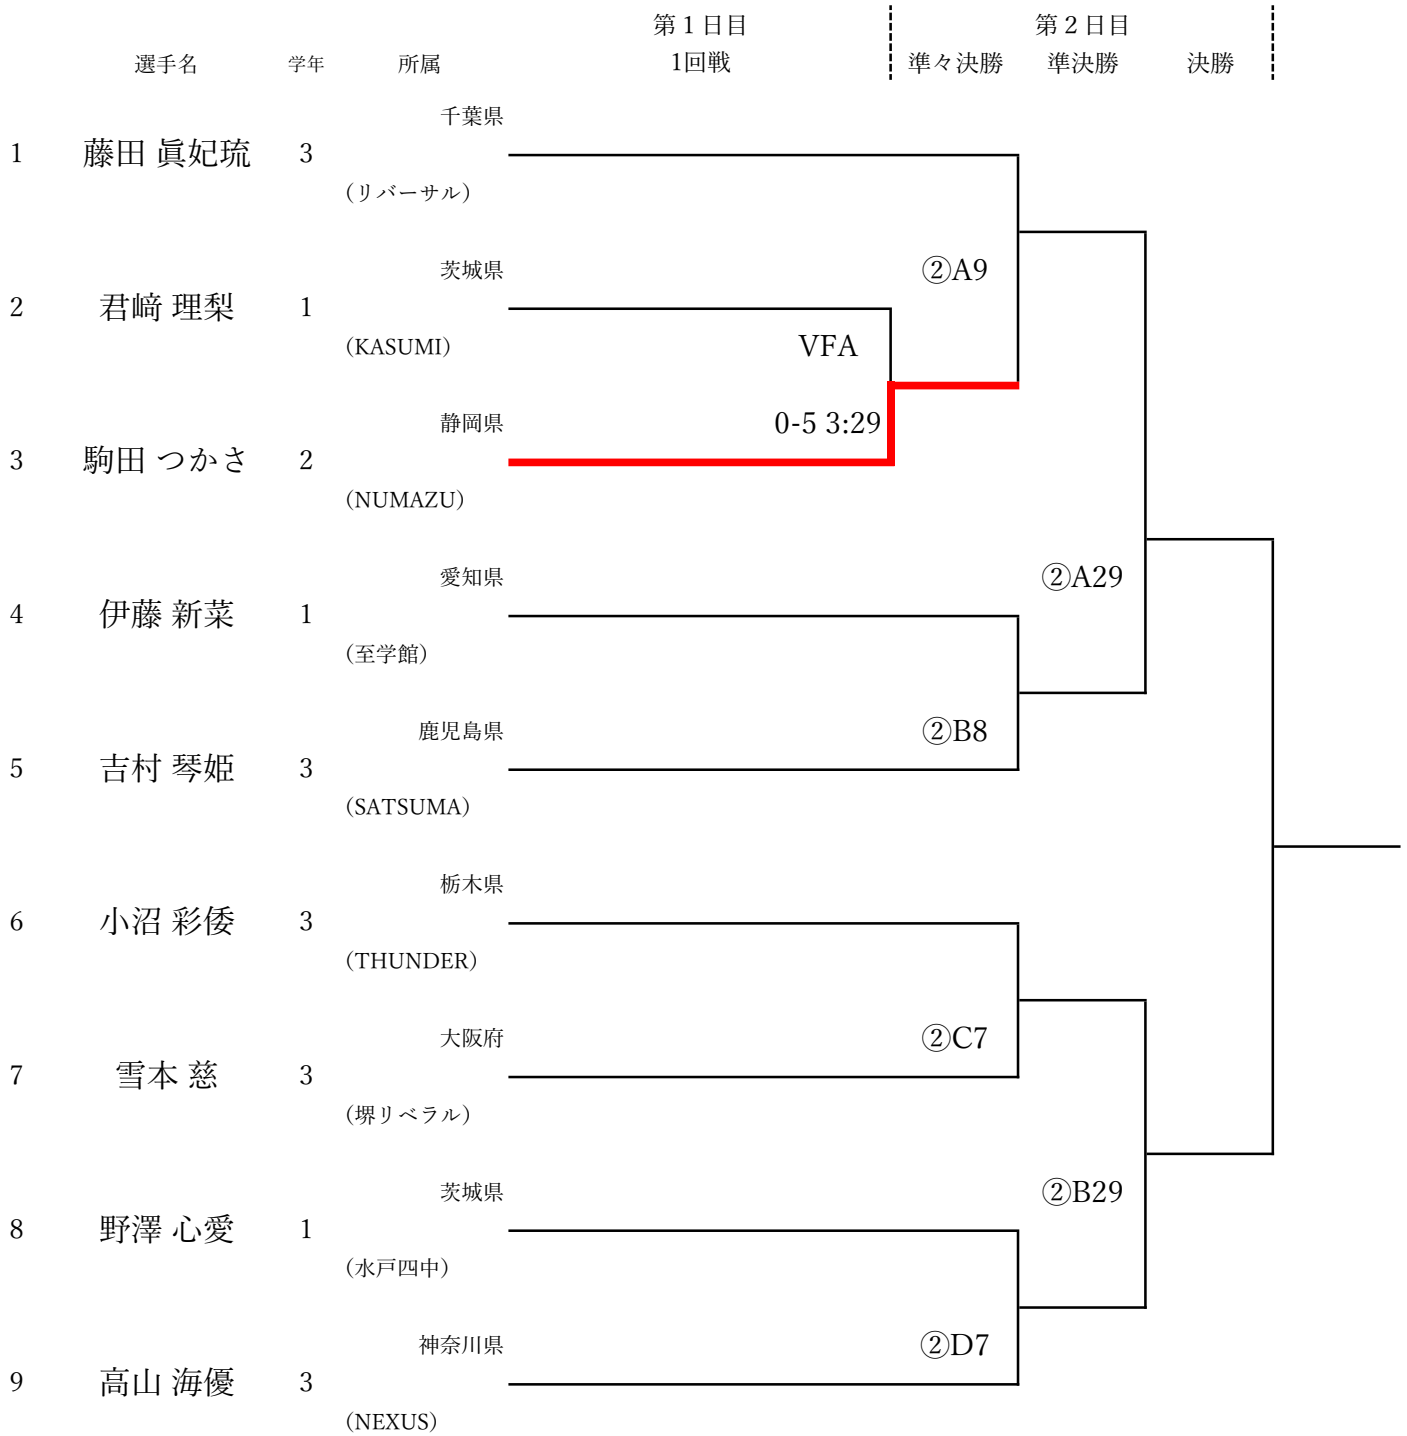 第１日目 第２日目
選手名 学年 所属 1回戦 準々決勝 準決勝 決勝
千葉県
1 藤田 眞妃琉 3
（リバーサル）
茨城県 ②A9
2 君﨑 理梨 1
（KASUMI） VFA
静岡県 0-5 3:29
3 駒田 つかさ 2
（NUMAZU）
愛知県 ②A29
4 伊藤 新菜 1
（至学館）
鹿児島県 ②B8
5 吉村 琴姫 3
（SATSUMA）
栃木県
6 小沼 彩倭 3
（THUNDER）
大阪府 ②C7
7 雪本 慈 3
（堺リベラル）
茨城県 ②B29
8 野澤 心愛 1
（水戸四中）
神奈川県 ②D7
9 高山 海優 3
（NEXUS）